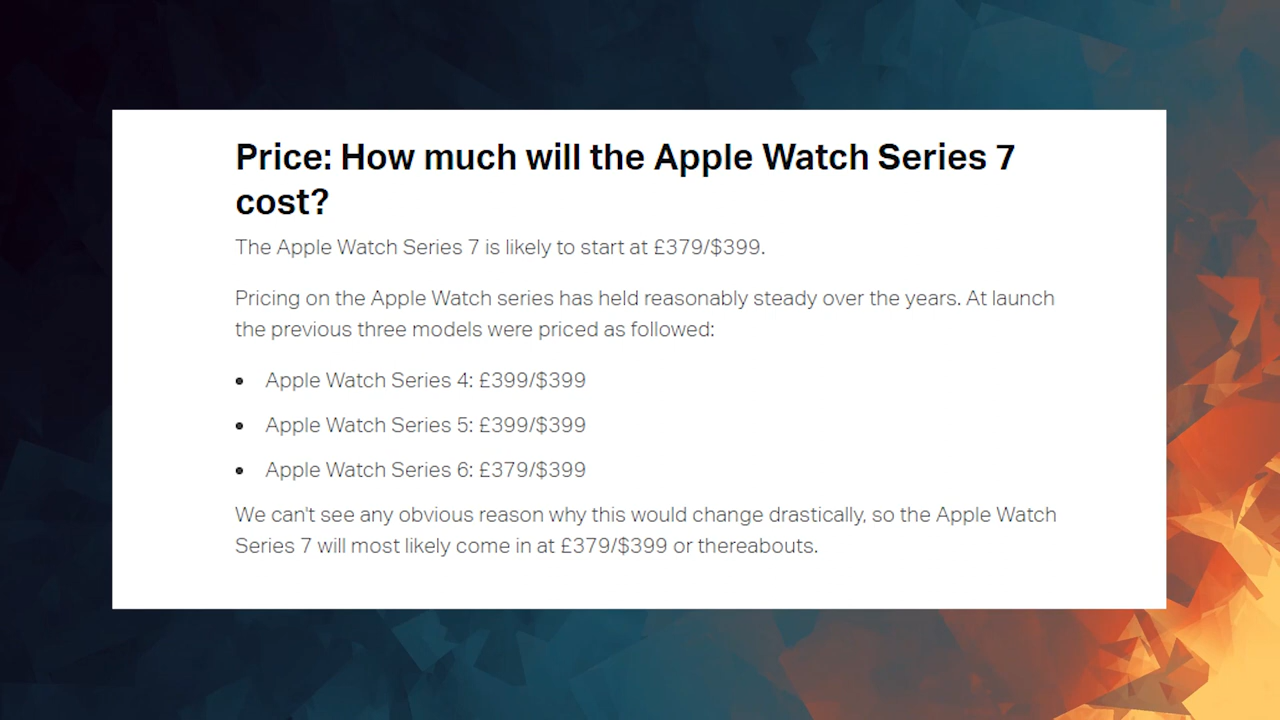 Price: How much will the Apple Watch Series 7
cost?
The Apple Watch Series 7 is likely to start at £379/$399.
Pricing on the Apple Watch series has held reasonably steady over the years. At launch
the previous three models were priced as followed:
• Apple Watch Series 4: £399/$399
• Apple Watch Series 5: £399/$399
• Apple Watch Series 6: £379/$399
We can't see any obvious reason why this would change drastically, so the Apple Watch
Series 7 will most likely come in at £379/$399 or thereabouts.